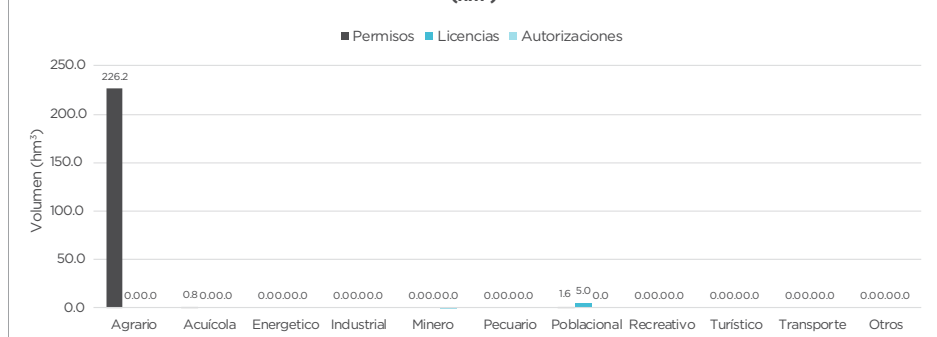 Permisos Licencias Autorizaciones
Volumen (hm³)
250.0
200.0
150.0
100.0
50.0
0.0
226.2 0.0 0.0
0.8 0.0 0.0
0.0 0.0 0.0
0.0 0.0 0.0
0.0 0.0 0.0
0.0 0.0 0.0
1.6 5.0 0.0
0.0 0.0 0.0
0.0 0.0 0.0
0.0 0.0 0.0
0.0 0.0 0.0
Agrario Acuícola Energetico Industrial Minero Pecuario Poblacional Recreativo Turístico Transporte Otros